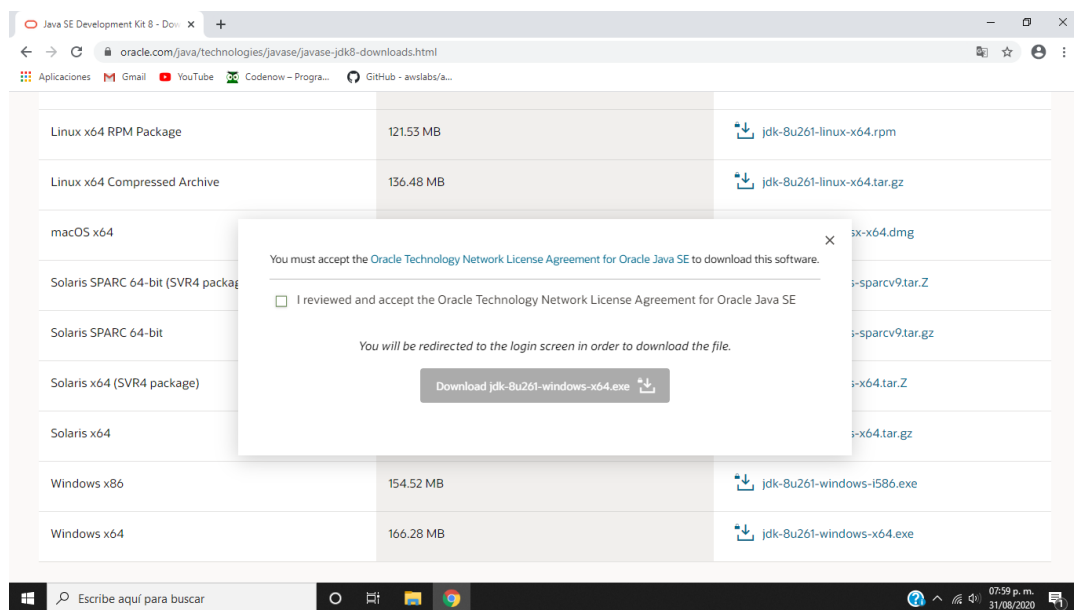 Java SE Development Kit 8 - Dow
oracle.com/java/technologies/javase/javase-jdk8-downloads.html
Aplicaciones Gmail YouTube Codenow – Progra... GitHub - awslabs/a...
Linux x64 RPM Package 121.53 MB jdk-8u261-linux-x64.rpm
Linux x64 Compressed Archive 136.48 MB jdk-8u261-linux-x64.tar.gz
macOS x64 sx-x64.dmg
You must accept the Oracle Technology Network License Agreement for Oracle Java SE to download this software.
Solaris SPARC 64-bit (SVR4 packag s-sparcv9.tar.Z
I reviewed and accept the Oracle Technology Network License Agreement for Oracle Java SE
Solaris SPARC 64-bit s-sparcv9.tar.gz
You will be redirected to the login screen in order to download the file.
Solaris x64 (SVR4 package) s-x64.tar.Z
Download jdk-8u261-windows-x64.exe
Solaris x64 s-x64.tar.gz
Windows x86 154.52 MB jdk-8u261-windows-i586.exe
Windows x64 166.28 MB jdk-8u261-windows-x64.exe
Escribe aquí para buscar
07:59 p. m.
31/08/2020
1